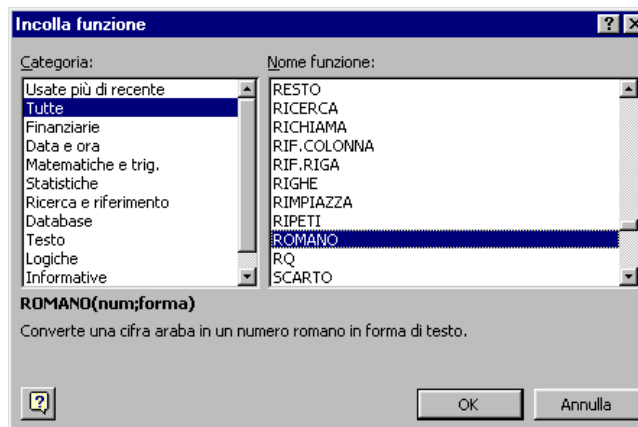 Incolla funzione
Categoria:
Usate più di recente
Tutte
Finanziarie
Data e ora
Matematiche e trig.
Statistiche
Ricerca e riferimento
Database
Testo
Logiche
Informative
Nome funzione:
RESTO
RICERCA
RICHIAMA
RIF.COLONNA
RIF.RIGA
RIGHE
RIMPIAZZA
RIPETI
ROMANO
RQ
SCARTO
ROMANO(num;forma)
Converte una cifra araba in un numero romano in forma di testo.
OK
Annulla